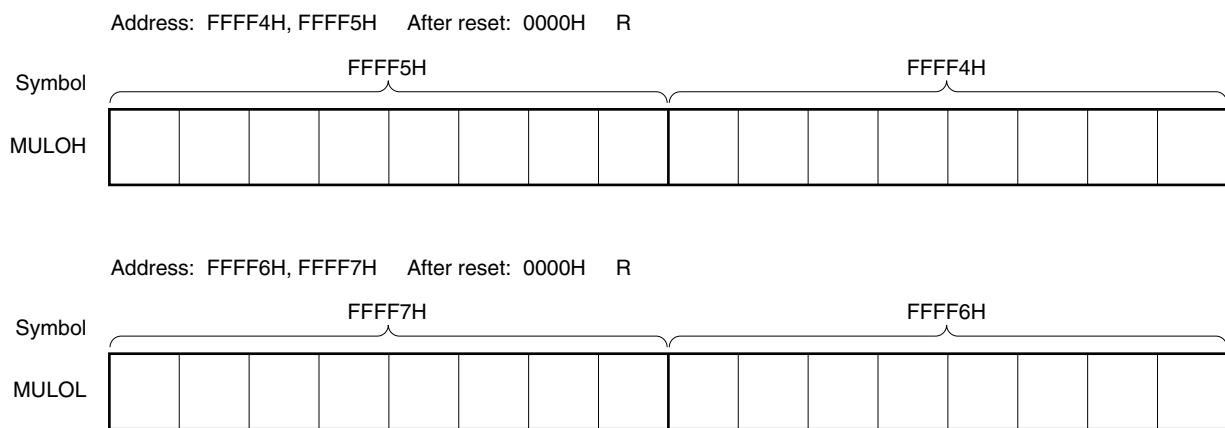 Address: FFFF4H, FFFF5H After reset: 0000H R
Symbol FFFF5H FFFF4H
MULOH
Address: FFFF6H, FFFF7H After reset: 0000H R
Symbol FFFF7H FFFF6H
MULOL